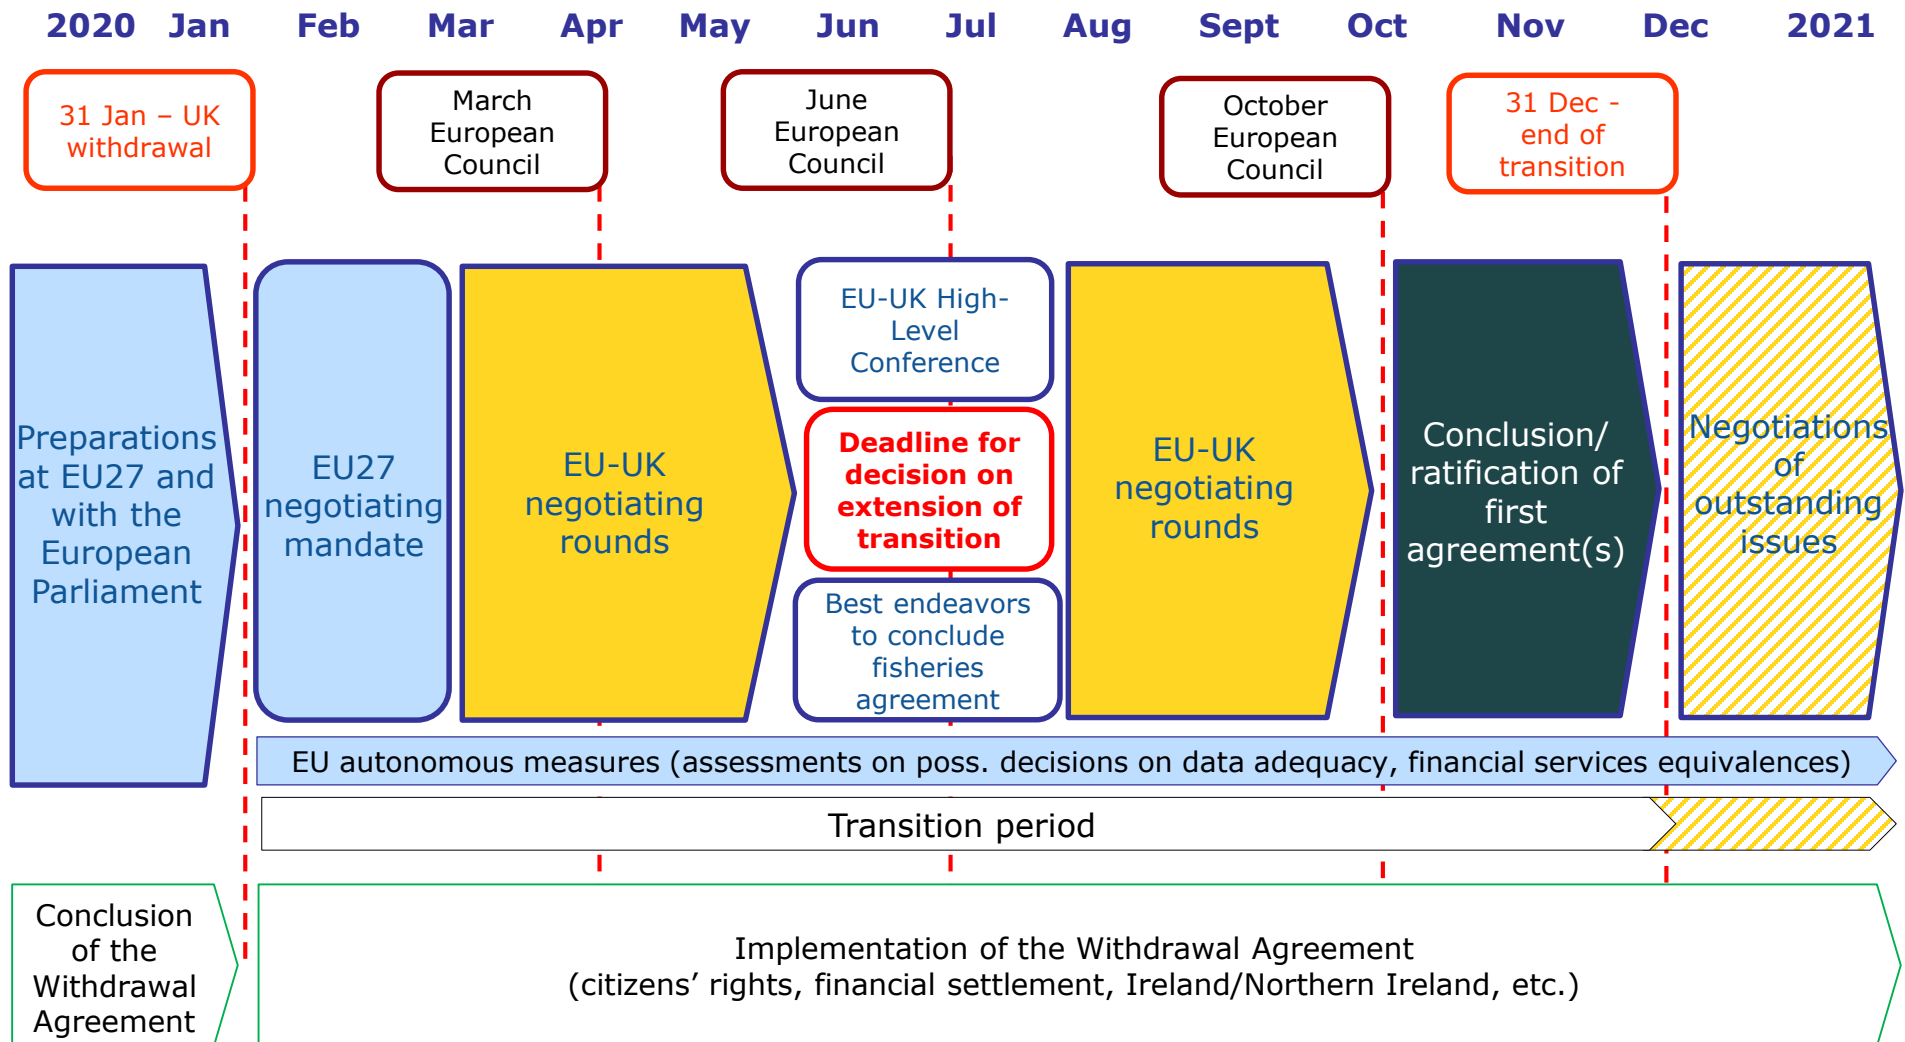 2020 Jan Feb Mar Apr May Jun Jul Aug Sept Oct Nov Dec 2021
31 Jan – UK
withdrawal
March
European
Council
June
European
Council
October
European
Council
31 Dec -
end of
transition
Preparations
at EU27 and
with the
European
Parliament
EU27
negotiating
mandate
EU-UK
negotiating
rounds
EU-UK High-
Level
Conference
Deadline for
decision on
extension of
transition
Best endeavors
to conclude
fisheries
agreement
EU-UK
negotiating
rounds
Conclusion/
ratification of
first
agreement(s)
Negotiations
of
outstanding
issues
EU autonomous measures (assessments on poss. decisions on data adequacy, financial services equivalences)
Transition period
Conclusion
of the
Withdrawal
Agreement
Implementation of the Withdrawal Agreement
(citizens’ rights, financial settlement, Ireland/Northern Ireland, etc.)